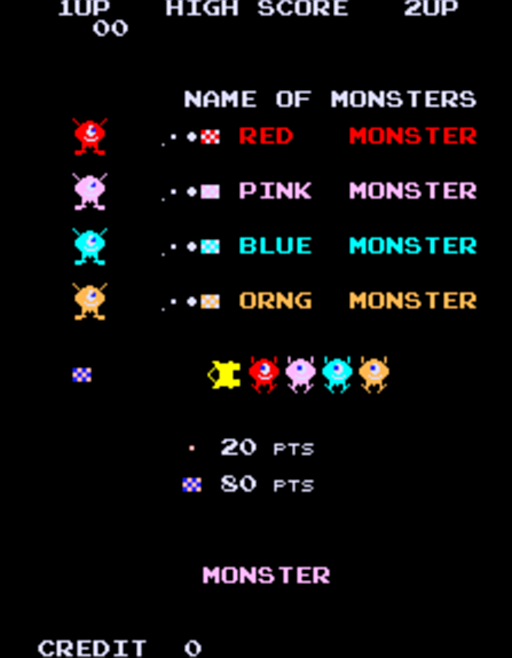 1UP HIGH SCORE 2UP
00
NAME OF MONSTERS
RED MONSTER
PINK MONSTER
BLUE MONSTER
ORNG MONSTER
20 PTS
80 PTS
MONSTER
CREDIT 0